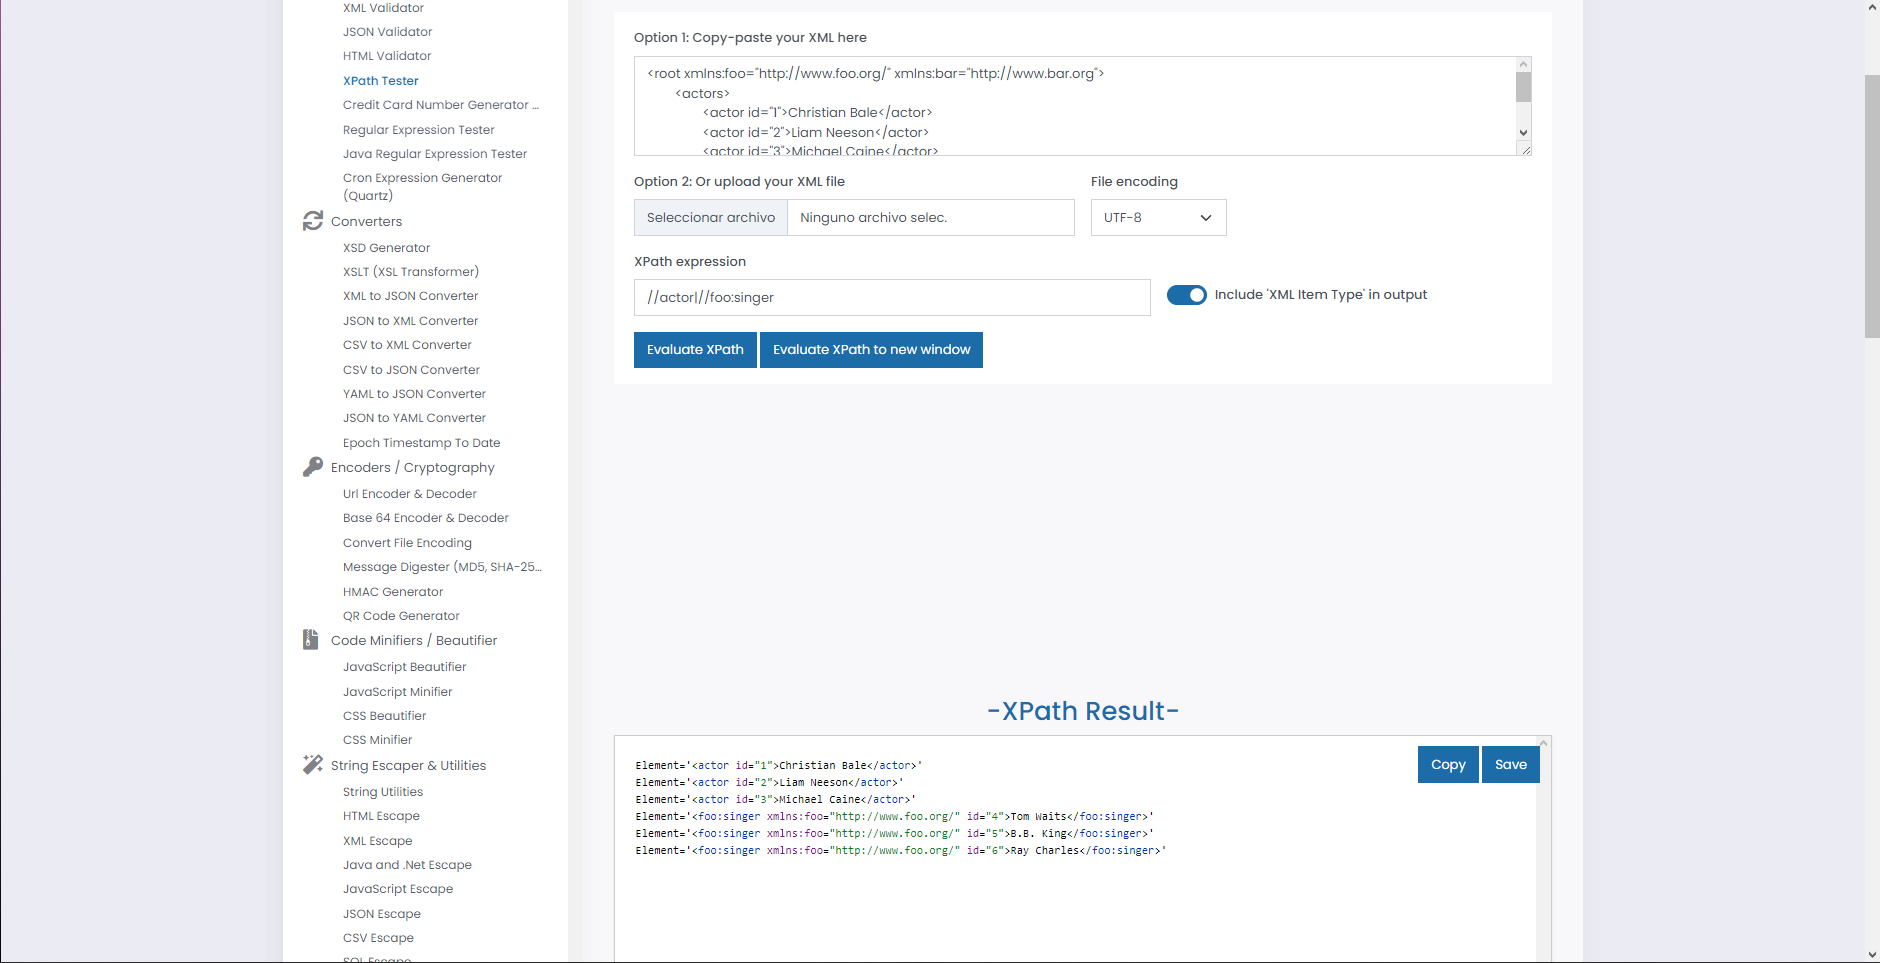 XML Validator
JSON Validator
HTML Validator
XPath Tester
Credit Card Number Generator ...
Regular Expression Tester
Java Regular Expression Tester
Cron Expression Generator
(Quartz)
Converters
XSD Generator
XSLT (XSL Transformer)
XML to JSON Converter
JSON to XML Converter
CSV to XML Converter
CSV to JSON Converter
YAML to JSON Converter
JSON to YAML Converter
Epoch Timestamp To Date
Encoders / Cryptography
Url Encoder & Decoder
Base 64 Encoder & Decoder
Convert File Encoding
Message Digester (MD5, SHA-25...
HMAC Generator
QR Code Generator
Code Minifiers / Beautifier
JavaScript Beautifier
JavaScript Minifier
CSS Beautifier
CSS Minifier
String Escaper & Utilities
String Utilities
HTML Escape
XML Escape
Java and .Net Escape
JavaScript Escape
JSON Escape
CSV Escape
SQL Escape
Option 1: Copy-paste your XML here
<root xmlns:foo="http://www.foo.org/" xmlns:bar="http://www.bar.org">
<actors>
<actor id="1">Christian Bale</actor>
<actor id="2">Liam Neeson</actor>
<actor id="3">Michael Caine</actor>
Option 2: Or upload your XML file
File encoding
Seleccionar archivo Ninguno archivo selec.
UTF-8
XPath expression
//actor|//foo:singer
Include 'XML Item Type' in output
Evaluate XPath Evaluate XPath to new window
-XPath Result-
Copy Save
Element='<actor id="1">Christian Bale</actor>'
Element='<actor id="2">Liam Neeson</actor>'
Element='<actor id="3">Michael Caine</actor>'
Element='<foo:singer xmlns:foo="http://www.foo.org/" id="4">Tom Waits</foo:singer>'
Element='<foo:singer xmlns:foo="http://www.foo.org/" id="5">B.B. King</foo:singer>'
Element='<foo:singer xmlns:foo="http://www.foo.org/" id="6">Ray Charles</foo:singer>'